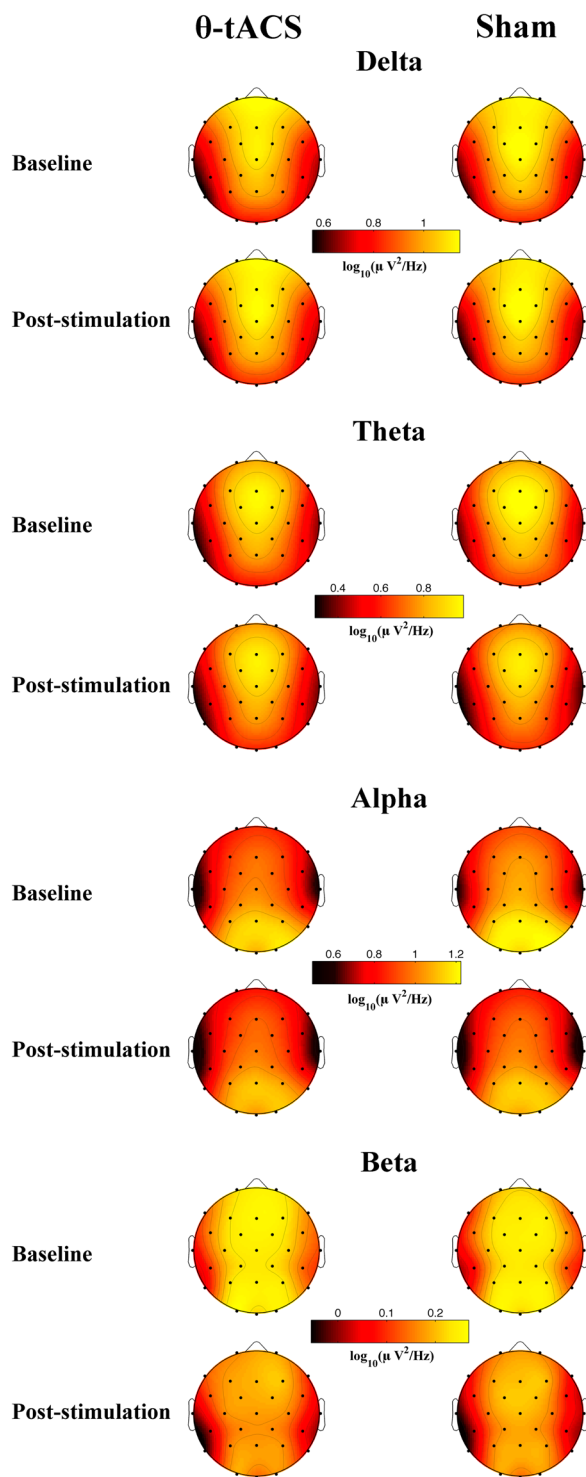 θ-tACS Sham
Delta
Baseline
0.6 0.8 1
log10(μ V2/Hz)
Post-stimulation
Theta
Baseline
0.4 0.6 0.8
log10(μ V2/Hz)
Post-stimulation
Alpha
Baseline
0.6 0.8 1 1.2
log10(μ V2/Hz)
Post-stimulation
Beta
Baseline
0 0.1 0.2
log10(μ V2/Hz)
Post-stimulation